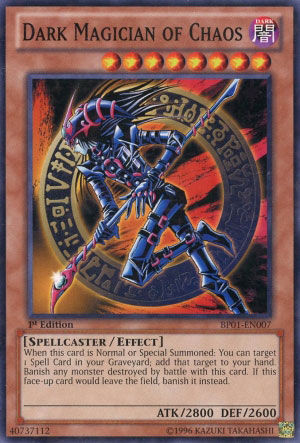 DARK MAGICIAN OF CHAOS
DARK
闇
1st Edition
BP01-EN007
[SPELLCASTER / EFFECT]
When this card is Normal or Special Summoned: You can target
1 Spell Card in your Graveyard; add that target to your hand.
Banish any monster destroyed by battle with this card. If this
face-up card would leave the field, banish it instead.
ATK/2800 DEF/2600
40737112
©1996 KAZUKI TAKAHASHI